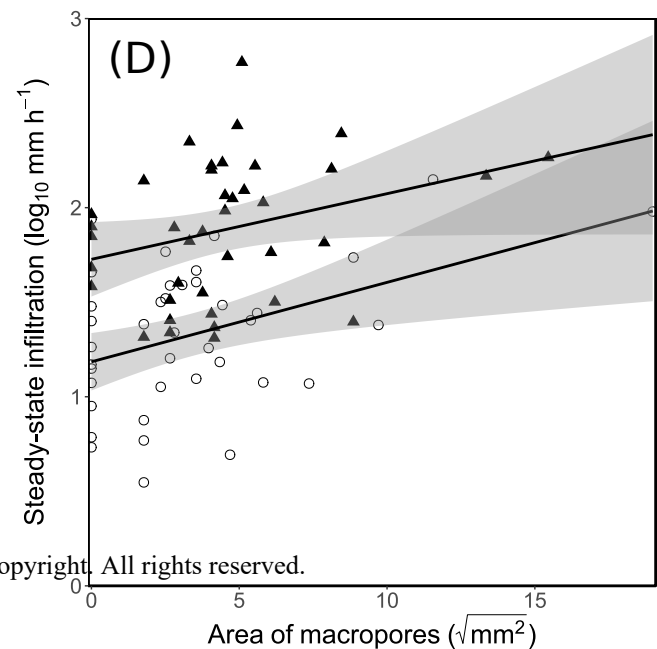 (D)
3
2
1
0
Steady-state infiltration (log₁₀ mm h⁻¹)
opyright. All rights reserved.
0 5 10 15
Area of macropores (√mm²)